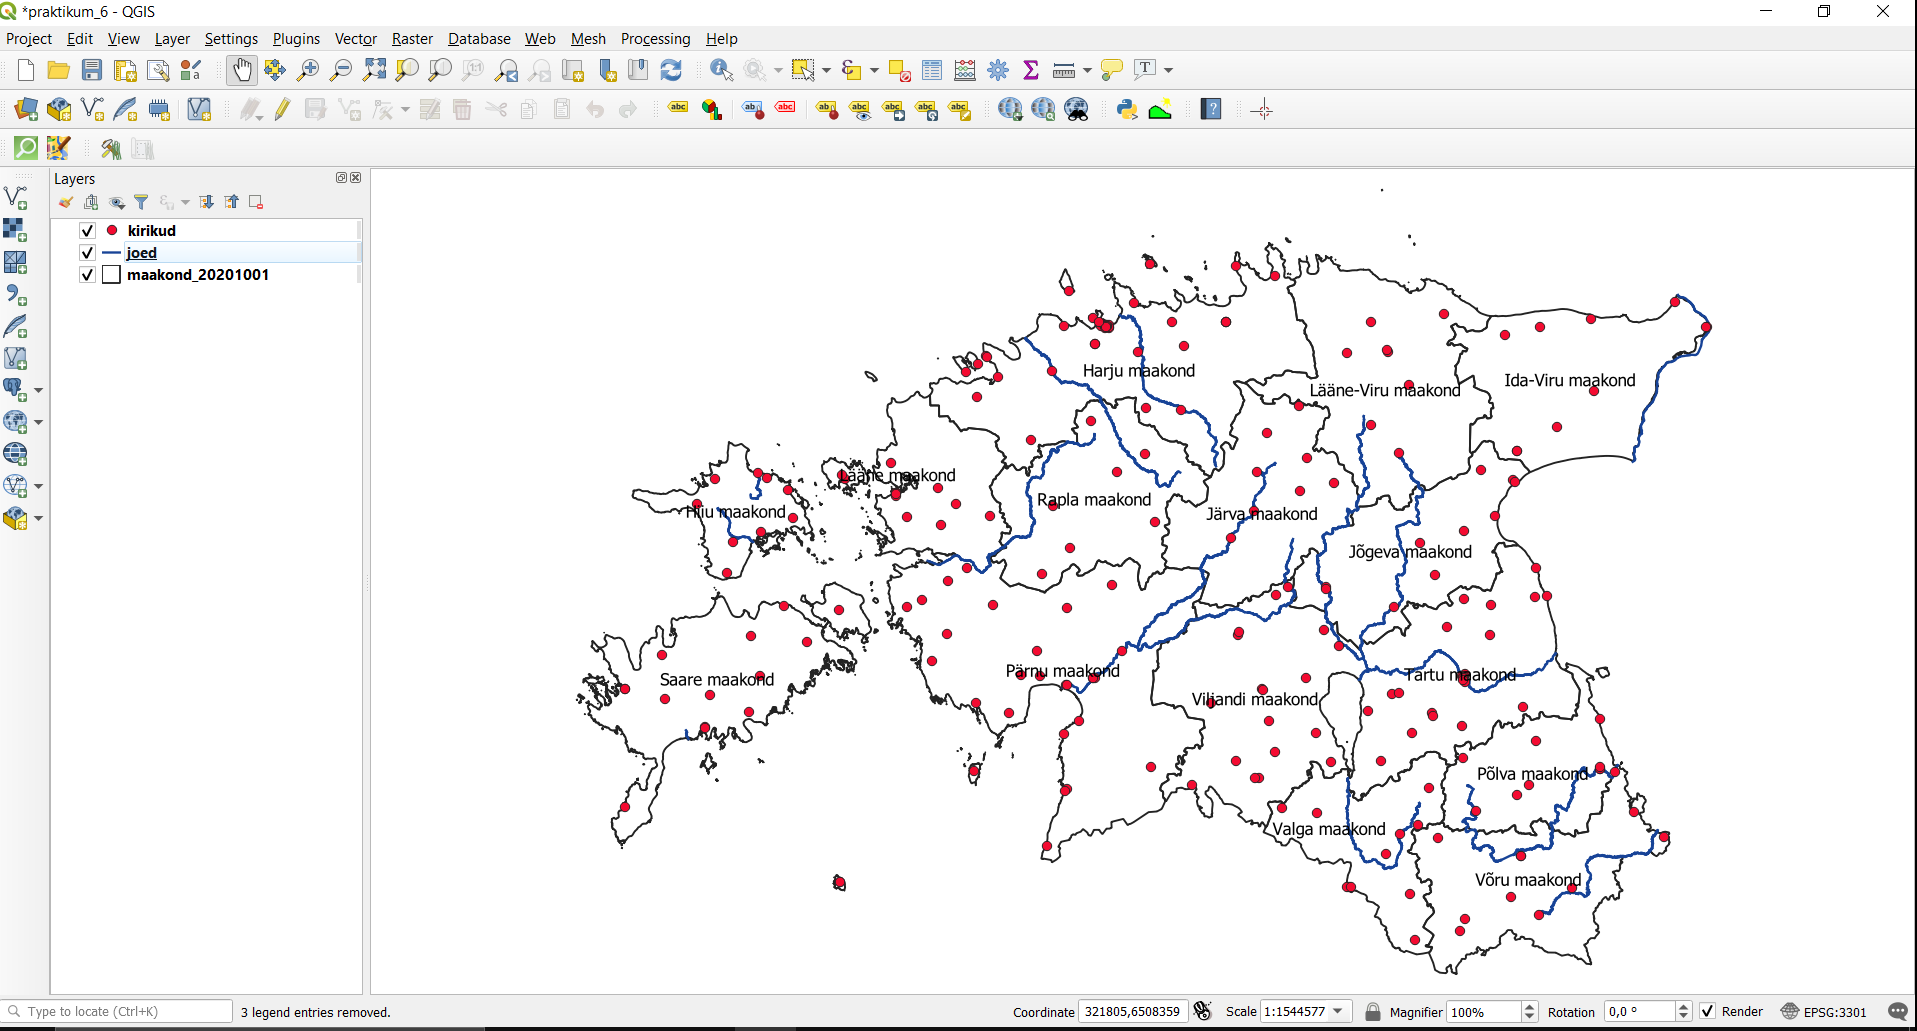 *praktikum_6 - QGIS
Project Edit View Layer Settings Plugins Vector Raster Database Web Mesh Processing Help
Layers
kirikud
joed
maakond_20201001
Harju maakond
Ida-Viru maakond
Lääne-Viru maakond
Lääne maakond
Rapla maakond
Hiiu maakond
Järva maakond
Jõgeva maakond
Pärnu maakond
Tartu maakond
Saare maakond
Viljandi maakond
Põlva maakond
Valga maakond
Võru maakond
Type to locate (Ctrl+K) 3 legend entries removed. Coordinate 321805,6508359 Scale 1:1544577 Magnifier 100% Rotation 0,0 ° Render EPSG:3301